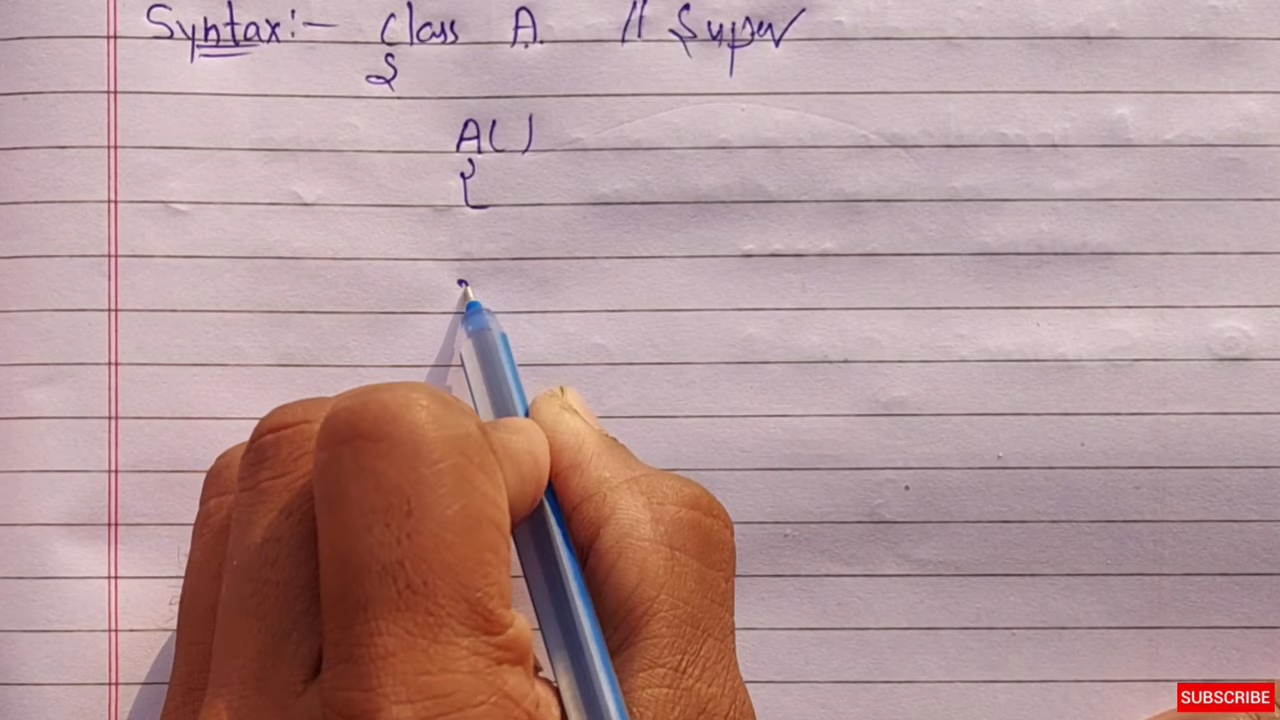 Syntax:- Class A // Super
{
A()
{
SUBSCRIBE